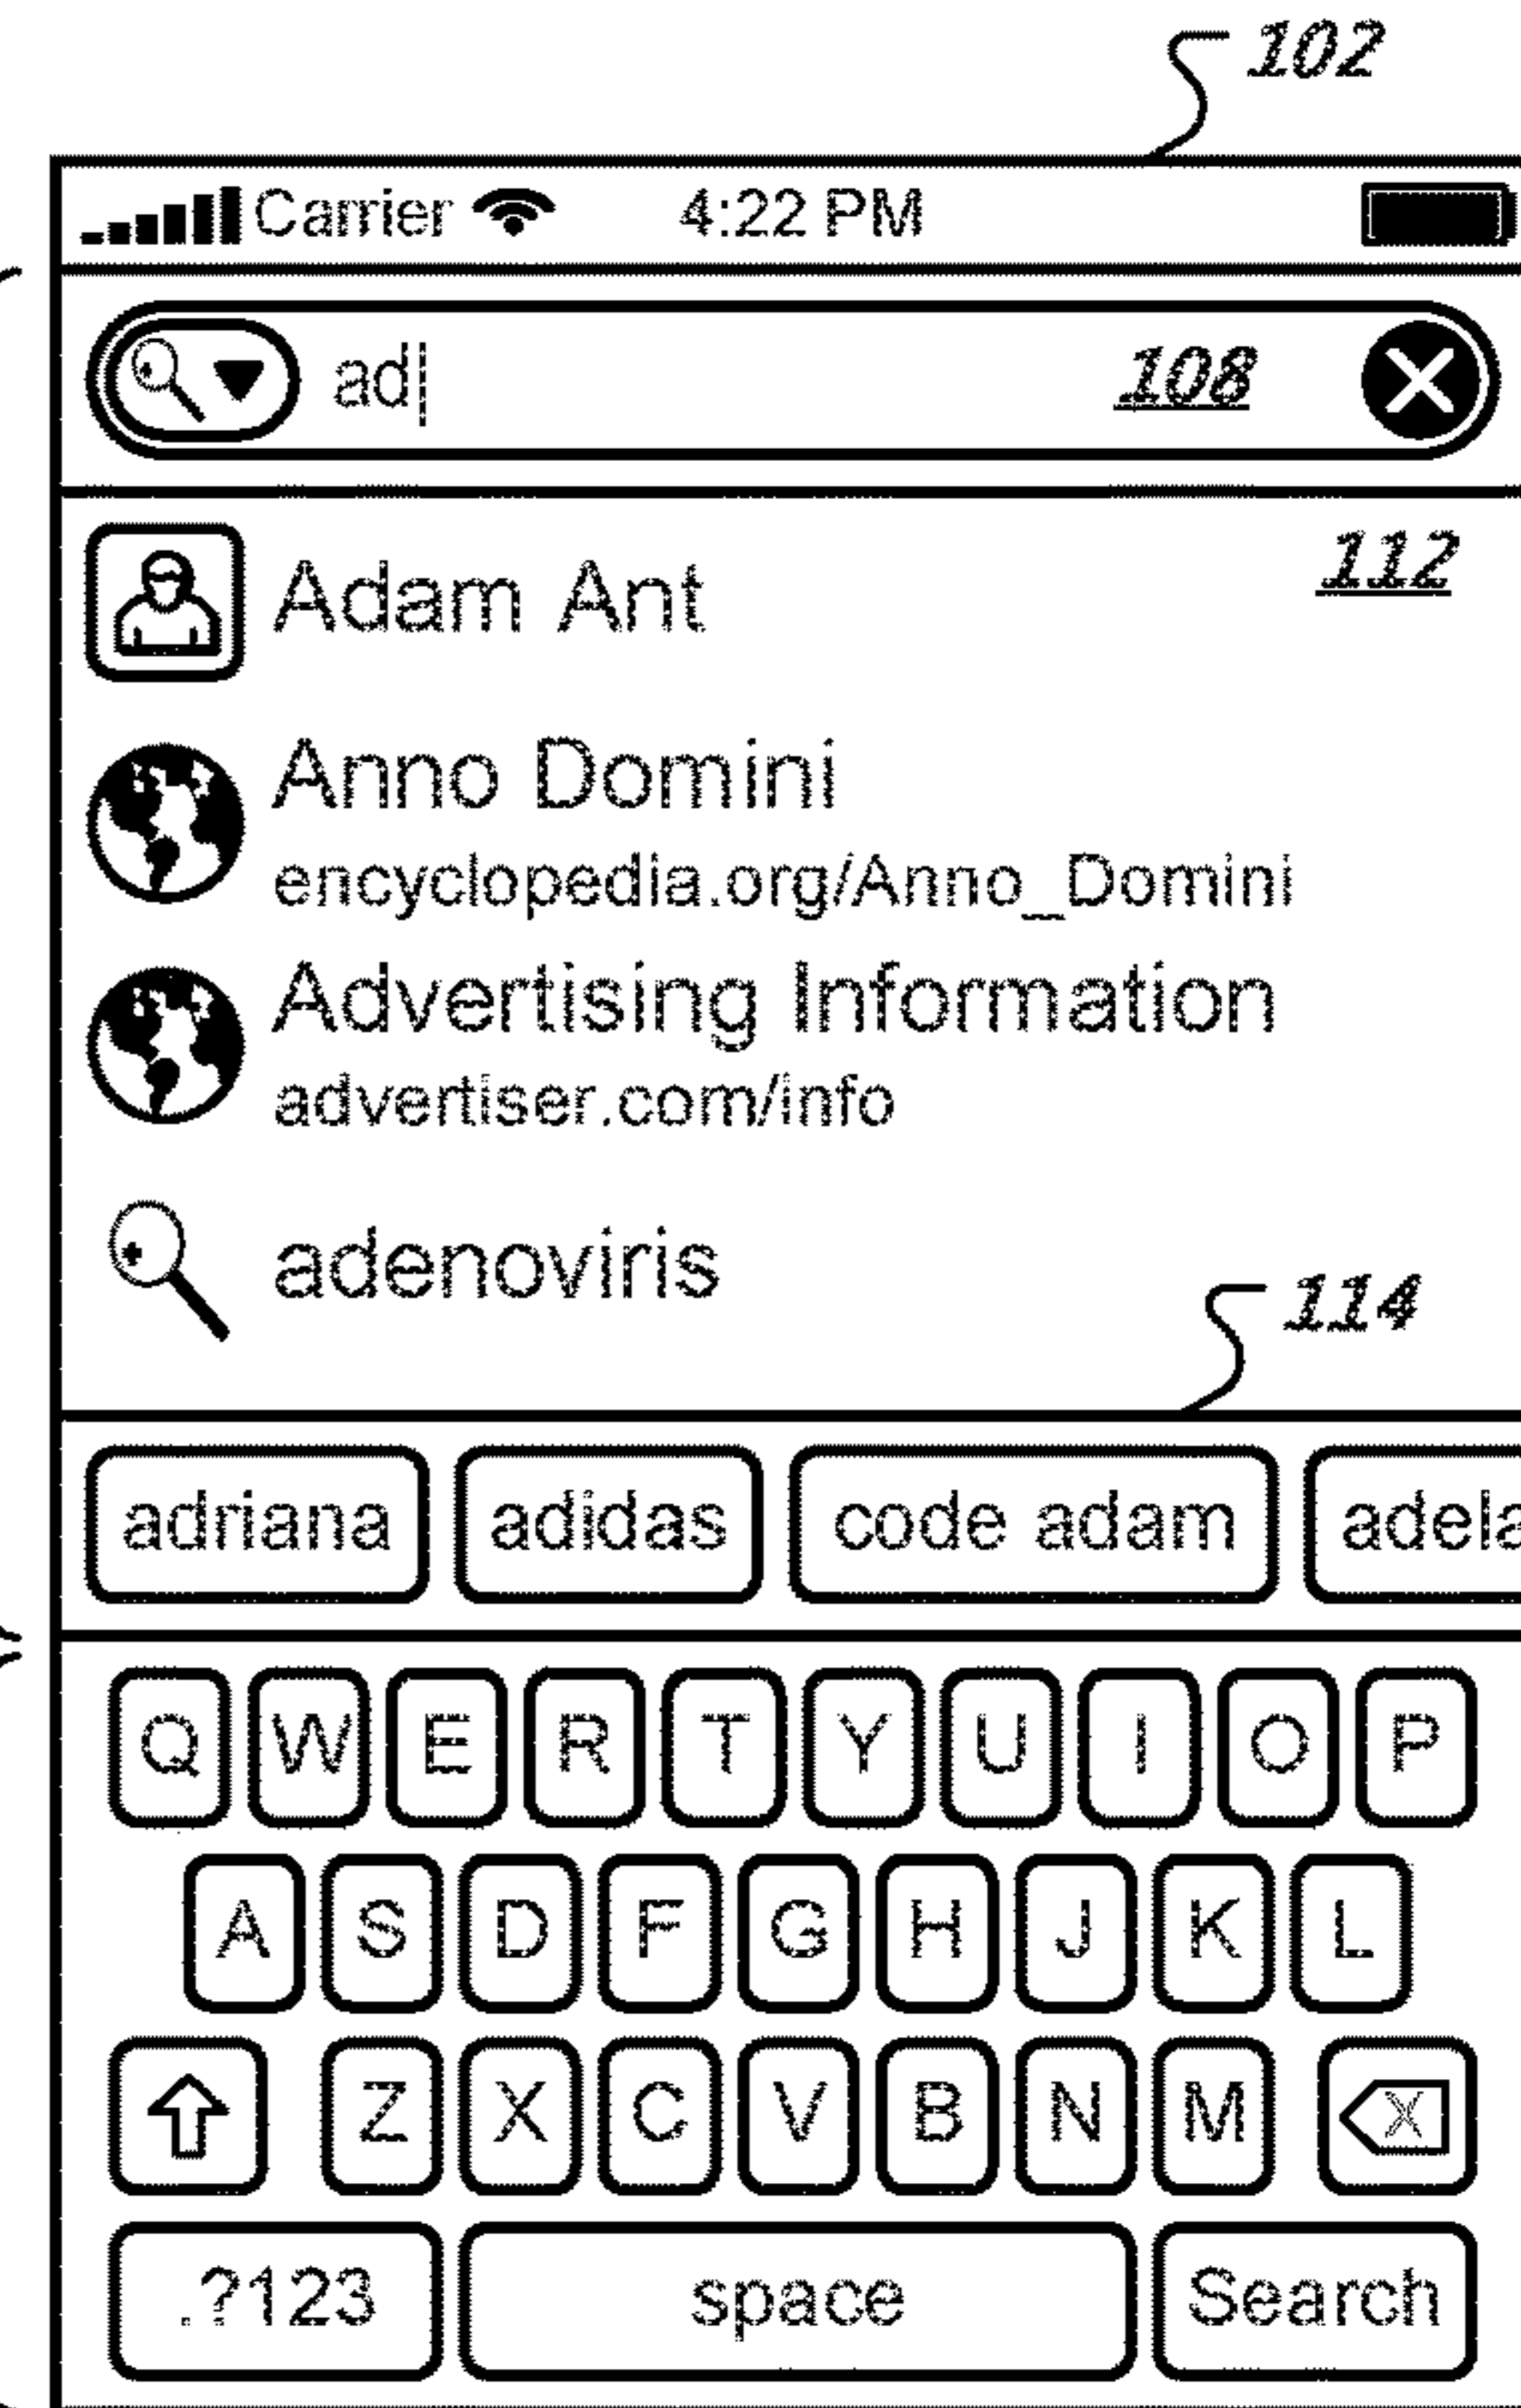 102
Carrier 4:22 PM
ad 108
Adam Ant 112
Anno Domini
encyclopedia.org/Anno_Domini
Advertising Information
advertiser.com/info
adenoviris
114
adriana adidas code adam adela
Q W E R T Y U I O P
A S D F G H J K L
Z X C V B N M X
.?123 space Search